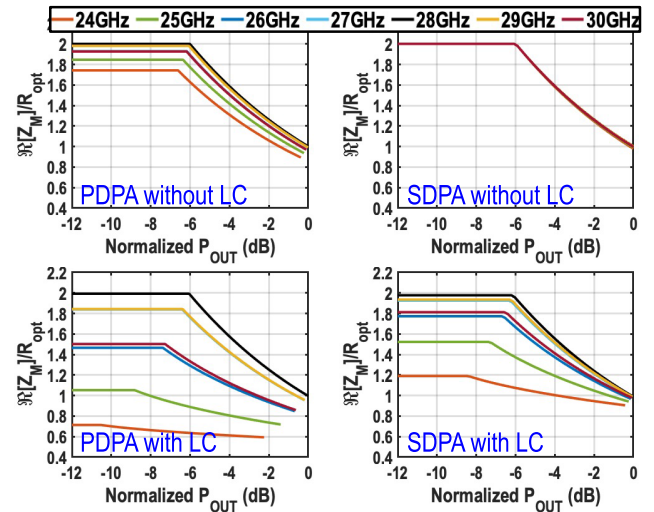 24GHz 25GHz 26GHz 27GHz 28GHz 29GHz 30GHz
ℜ[Z_M]/R_opt
2
1.8
1.6
1.4
1.2
1
0.8
0.6
0.4
PDPA without LC
-12 -10 -8 -6 -4 -2 0
Normalized P_OUT (dB)
ℜ[Z_M]/R_opt
2
1.8
1.6
1.4
1.2
1
0.8
0.6
0.4
SDPA without LC
-12 -10 -8 -6 -4 -2 0
Normalized P_OUT (dB)
ℜ[Z_M]/R_opt
2.2
2
1.8
1.6
1.4
1.2
1
0.8
0.6
0.4
PDPA with LC
-12 -10 -8 -6 -4 -2 0
Normalized P_OUT (dB)
ℜ[Z_M]/R_opt
2.2
2
1.8
1.6
1.4
1.2
1
0.8
0.6
0.4
SDPA with LC
-12 -10 -8 -6 -4 -2 0
Normalized P_OUT (dB)